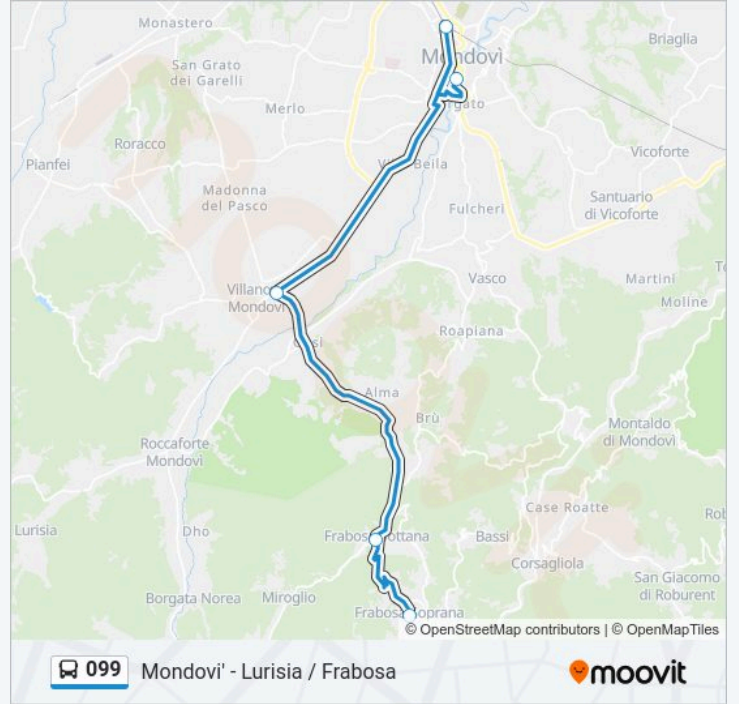 Monastero
Briaglia
Mondovì
San Grato
dei Garelli
Merlo
Roracco
Pianfei
Vicoforte
Madonna
del Pasco
Santuario
di Vicoforte
Fulcheri
Vasco
Martini
Villano
Mondovì
Moline
Roapiana
Alma
Brù
Montaldo
di Mondovì
Roccaforte
Mondovì
Case Roatte
Lurisia
Dho
Bassi
Corsagliola
San Giacomo
di Roburent
Borgata Norea
Miroglio
© OpenStreetMap contributors | © OpenMapTiles
099
Mondovi' - Lurisia / Frabosa
moovit